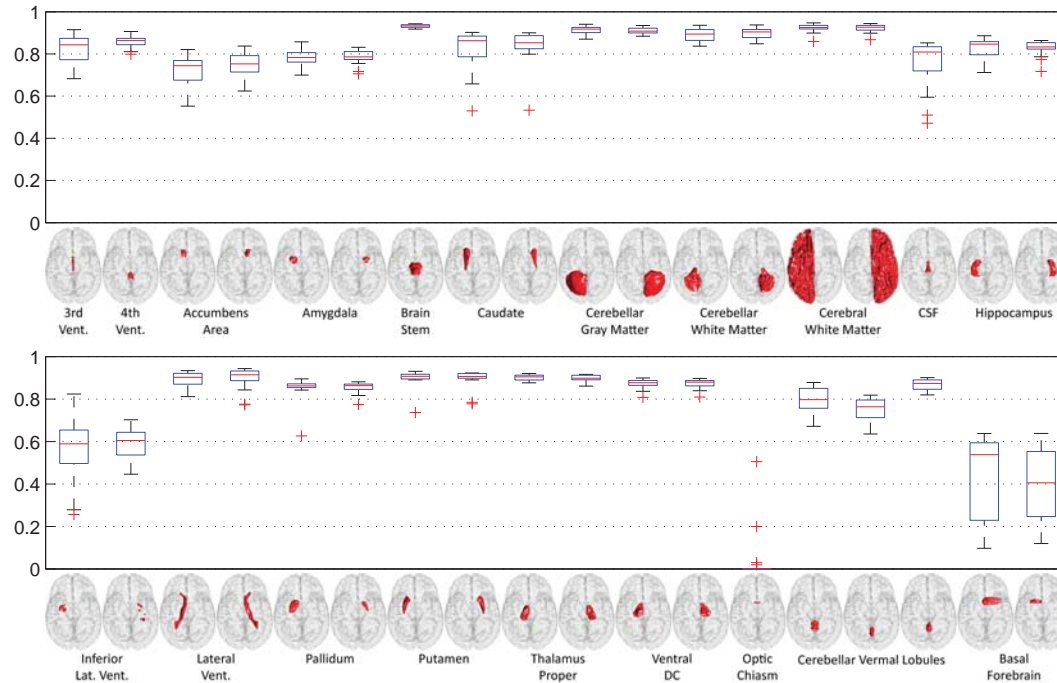 1
0.8
0.6
0.4
0.2
0
3rd Vent.
4th Vent.
Accumbens Area
Amygdala
Brain Stem
Caudate
Cerebellar Gray Matter
Cerebellar White Matter
Cerebral White Matter
CSF
Hippocampus
1
0.8
0.6
0.4
0.2
0
Inferior Lat. Vent.
Lateral Vent.
Pallidum
Putamen
Thalamus Proper
Ventral DC
Optic Chiasm
Cerebellar Vermal Lobules
Basal Forebrain